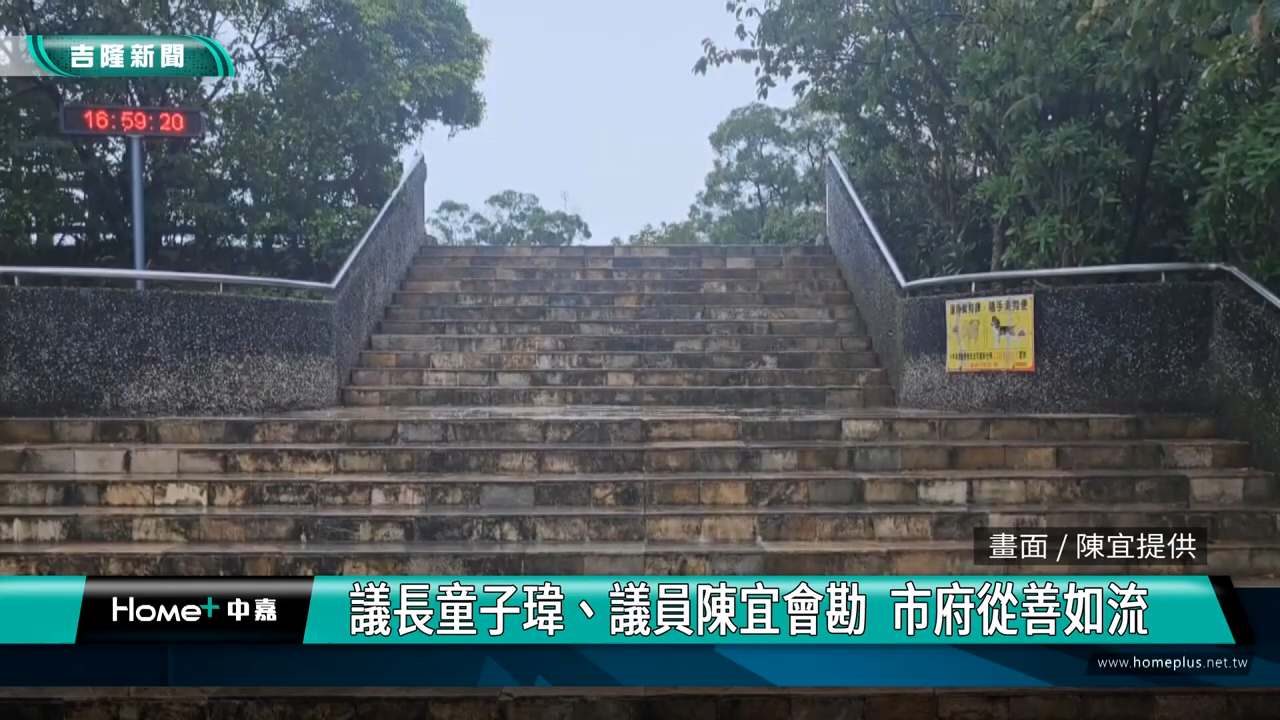 吉隆新聞
16:59:20
畫面 / 陳宜提供
Home+ 中嘉
議長童子瑋、議員陳宜會勘 市府從善如流
www.homeplus.net.tw